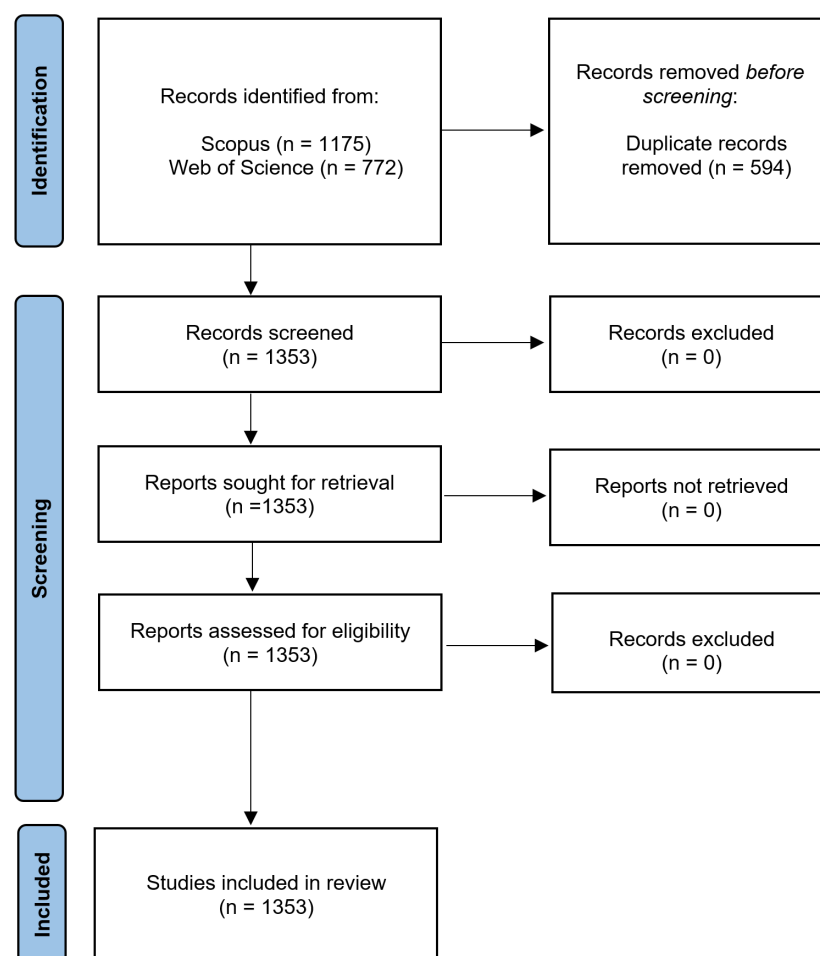 Identification
Records identified from:
Scopus (n = 1175)
Web of Science (n = 772)
Records removed before
screening:
Duplicate records
removed (n = 594)
Screening
Records screened
(n = 1353)
Records excluded
(n = 0)
Reports sought for retrieval
(n =1353)
Reports not retrieved
(n = 0)
Reports assessed for eligibility
(n = 1353)
Records excluded
(n = 0)
Included
Studies included in review
(n = 1353)